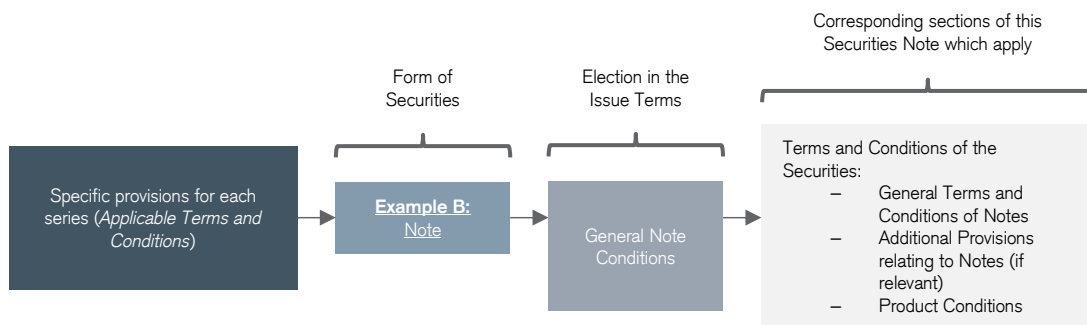 Corresponding sections of this
Securities Note which apply
Form of
Securities
Election in the
Issue Terms
Specific provisions for each
series (Applicable Terms and
Conditions)
Example B:
Note
General Note
Conditions
Terms and Conditions of the
Securities:
– General Terms and
Conditions of Notes
– Additional Provisions
relating to Notes (if
relevant)
– Product Conditions